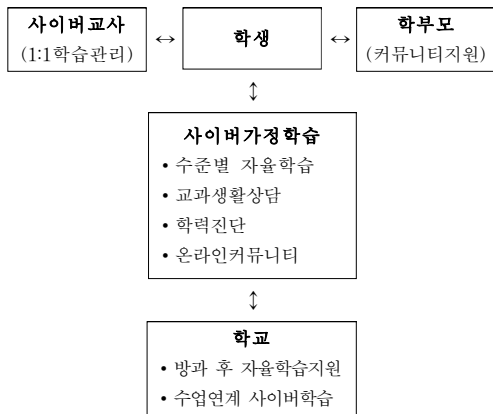 사이버교사 ↔ 학생 ↔ 학부모
(1:1학습관리) (커뮤니티지원)
↕
사이버가정학습
• 수준별 자율학습
• 교과생활상담
• 학력진단
• 온라인커뮤니티
↕
학교
• 방과 후 자율학습지원
• 수업연계 사이버학습